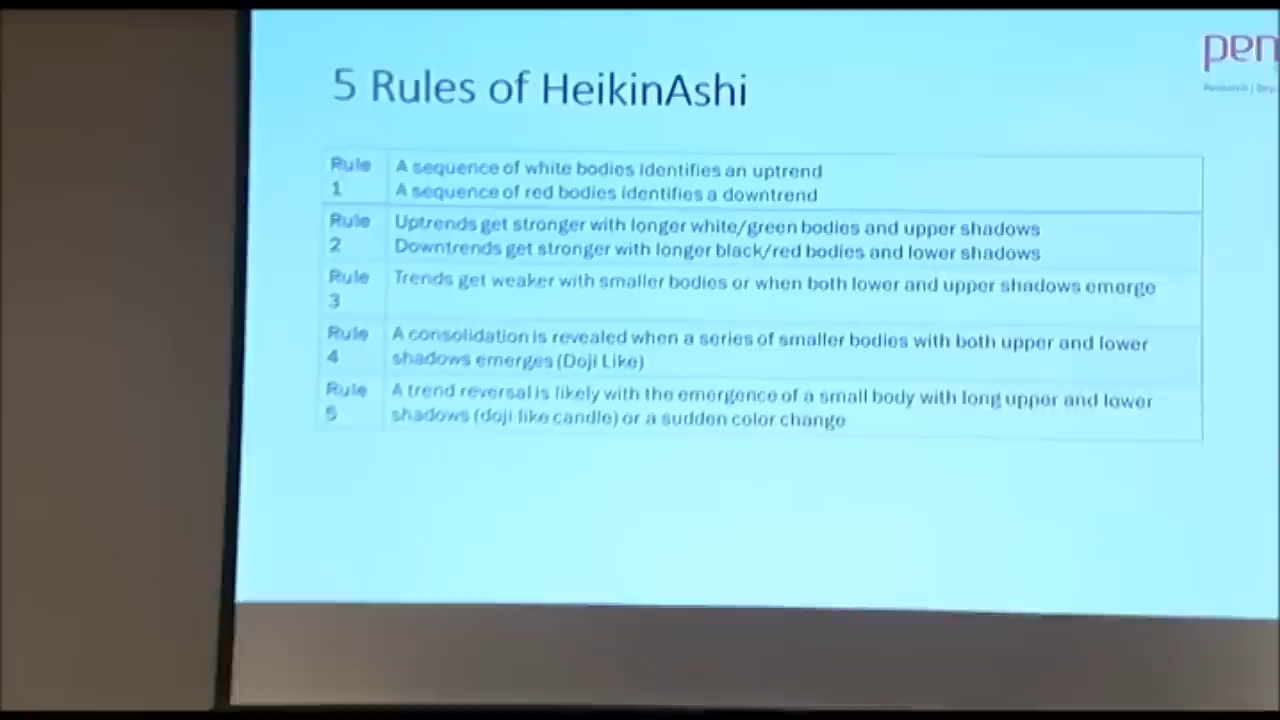 5 Rules of HeikinAshi
pen
Research |
Rule 1
A sequence of white bodies identifies an uptrend
A sequence of red bodies identifies a downtrend
Rule 2
Uptrends get stronger with longer white/green bodies and upper shadows
Downtrends get stronger with longer black/red bodies and lower shadows
Rule 3
Trends get weaker with smaller bodies or when both lower and upper shadows emerge
Rule 4
A consolidation is revealed when a series of smaller bodies with both upper and lower
shadows emerges (Doji Like)
Rule 5
A trend reversal is likely with the emergence of a small body with long upper and lower
shadows (doji like candle) or a sudden color change